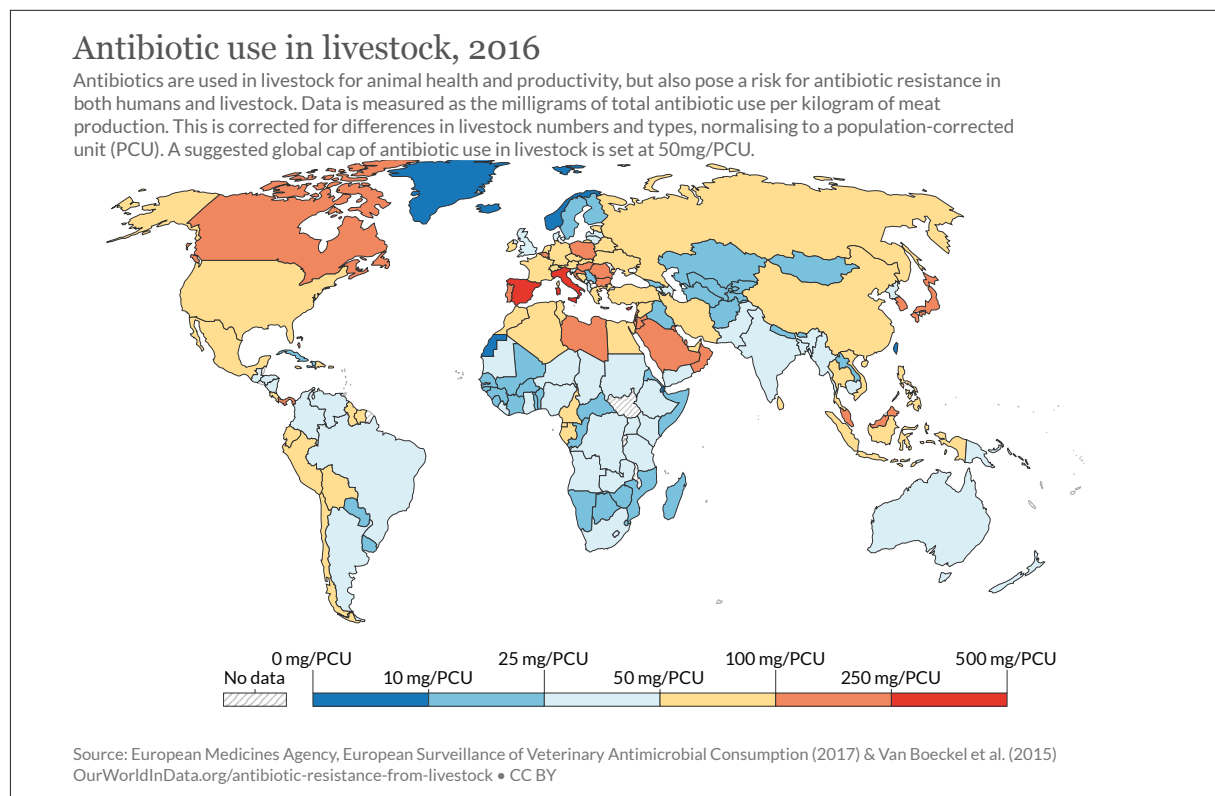 Antibiotic use in livestock, 2016
Antibiotics are used in livestock for animal health and productivity, but also pose a risk for antibiotic resistance in
both humans and livestock. Data is measured as the milligrams of total antibiotic use per kilogram of meat
production. This is corrected for differences in livestock numbers and types, normalising to a population-corrected
unit (PCU). A suggested global cap of antibiotic use in livestock is set at 50mg/PCU.
0 mg/PCU 25 mg/PCU 100 mg/PCU 500 mg/PCU
No data 10 mg/PCU 50 mg/PCU 250 mg/PCU
Source: European Medicines Agency, European Surveillance of Veterinary Antimicrobial Consumption (2017) & Van Boeckel et al. (2015)
OurWorldInData.org/antibiotic-resistance-from-livestock • CC BY